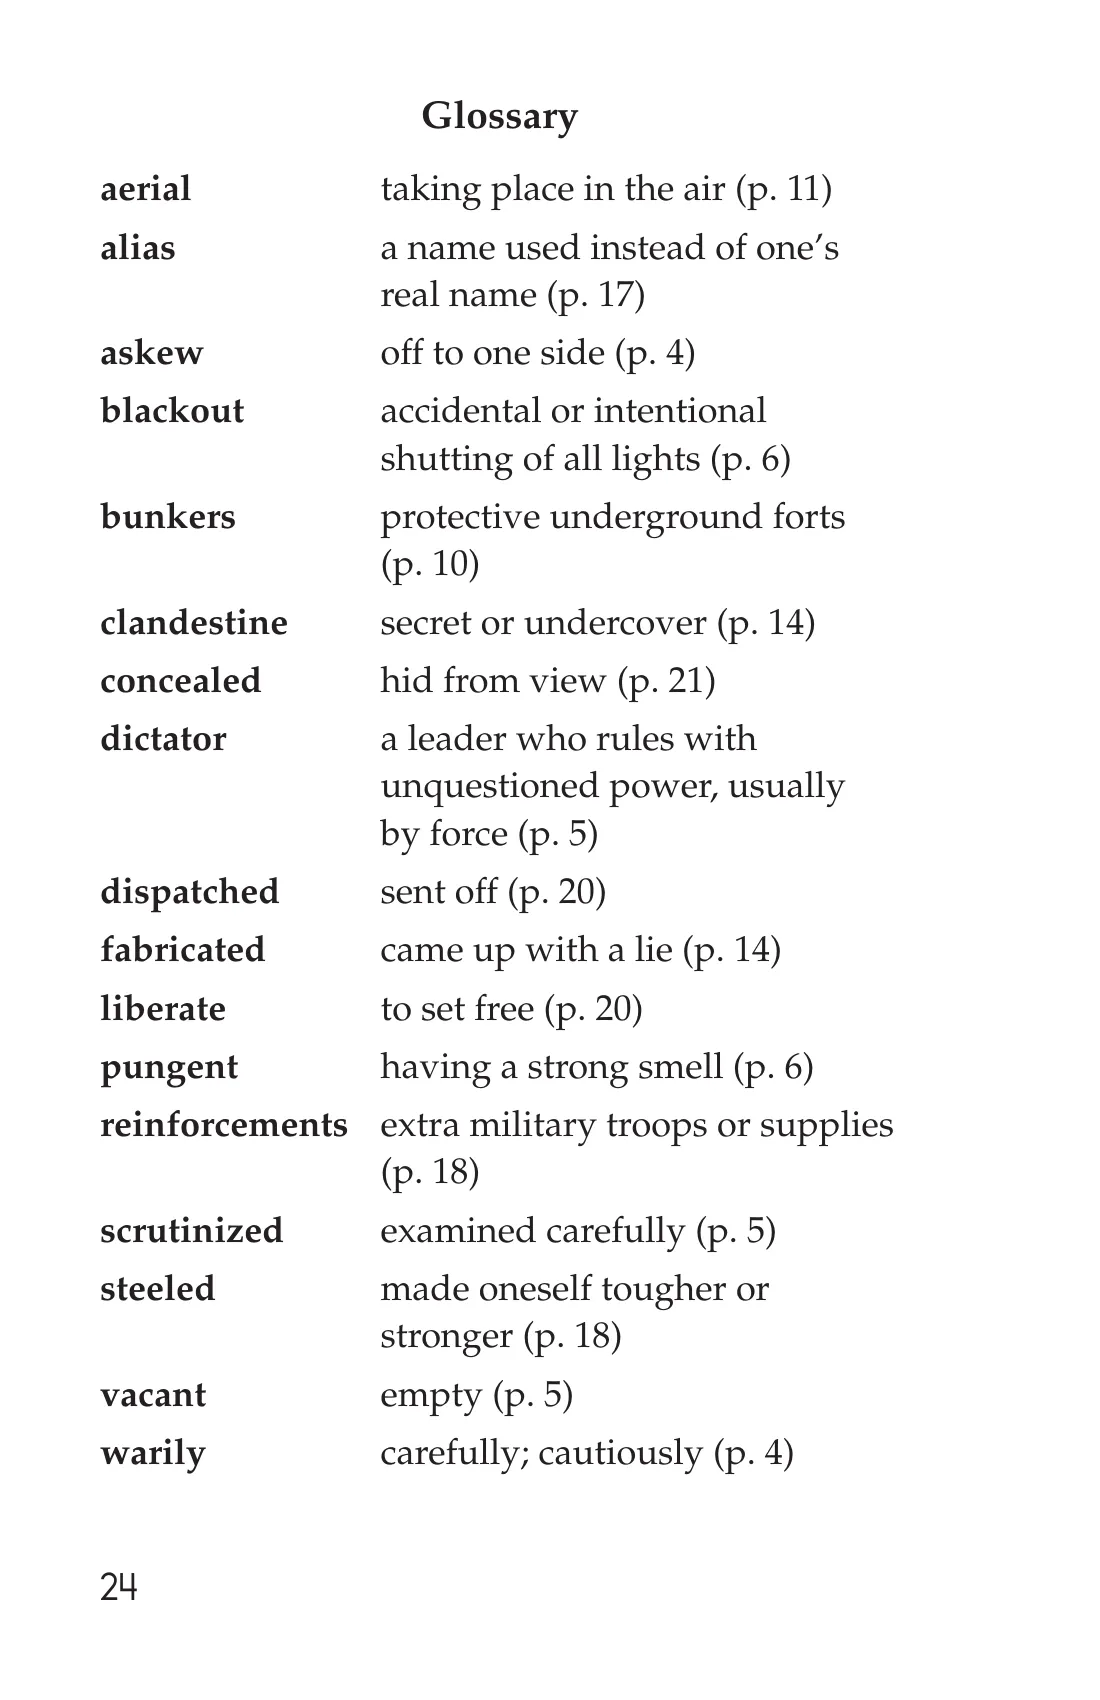 Glossary
aerial taking place in the air (p. 11)
alias a name used instead of one’s
real name (p. 17)
askew off to one side (p. 4)
blackout accidental or intentional
shutting of all lights (p. 6)
bunkers protective underground forts
(p. 10)
clandestine secret or undercover (p. 14)
concealed hid from view (p. 21)
dictator a leader who rules with
unquestioned power, usually
by force (p. 5)
dispatched sent off (p. 20)
fabricated came up with a lie (p. 14)
liberate to set free (p. 20)
pungent having a strong smell (p. 6)
reinforcements extra military troops or supplies
(p. 18)
scrutinized examined carefully (p. 5)
steeled made oneself tougher or
stronger (p. 18)
vacant empty (p. 5)
warily carefully; cautiously (p. 4)
24